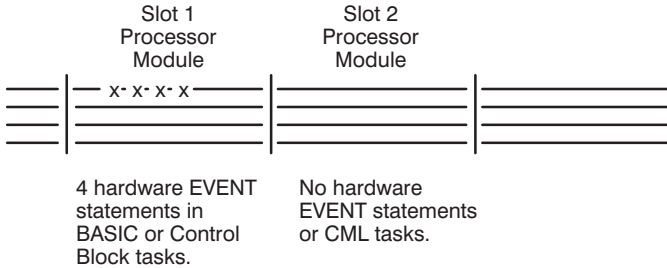 Slot 1
Processor
Module
Slot 2
Processor
Module
x- x- x- x
4 hardware EVENT
statements in
BASIC or Control
Block tasks.
No hardware
EVENT statements
or CML tasks.